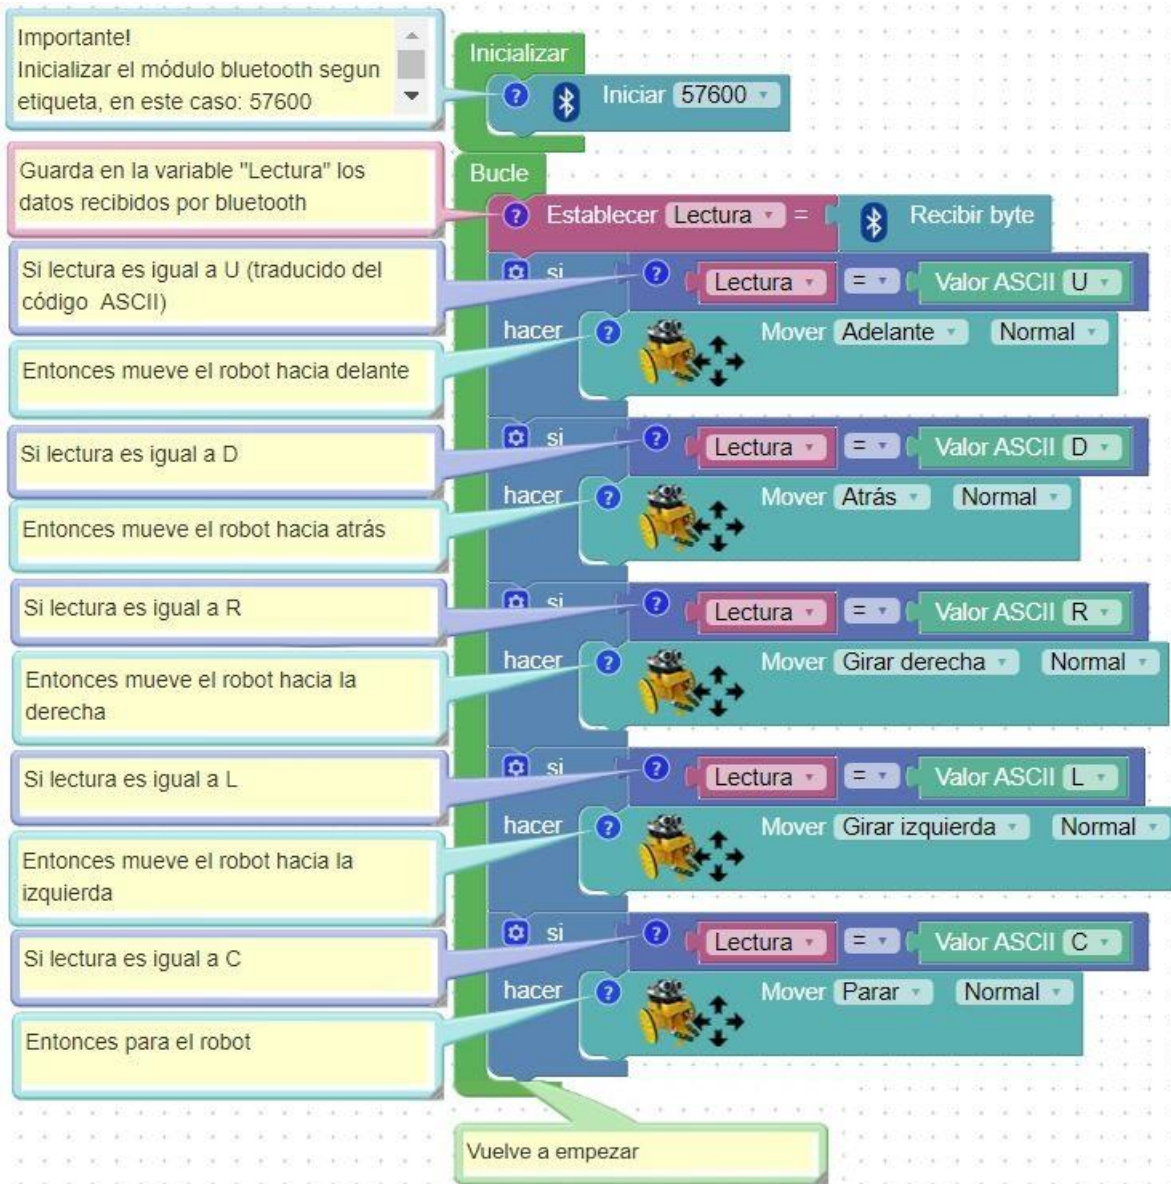 Importante!
Inicializar el módulo bluetooth segun
etiqueta, en este caso: 57600
Inicializar
Iniciar 57600
Guarda en la variable "Lectura" los
datos recibidos por bluetooth
Bucle
Establecer Lectura = Recibir byte
Si lectura es igual a U (traducido del
código ASCII)
si Lectura = Valor ASCII U
Entonces mueve el robot hacia delante
hacer Mover Adelante Normal
Si lectura es igual a D
si Lectura = Valor ASCII D
Entonces mueve el robot hacia atrás
hacer Mover Atrás Normal
Si lectura es igual a R
si Lectura = Valor ASCII R
Entonces mueve el robot hacia la
derecha
hacer Mover Girar derecha Normal
Si lectura es igual a L
si Lectura = Valor ASCII L
Entonces mueve el robot hacia la
izquierda
hacer Mover Girar izquierda Normal
Si lectura es igual a C
si Lectura = Valor ASCII C
Entonces para el robot
hacer Mover Parar Normal
Vuelve a empezar